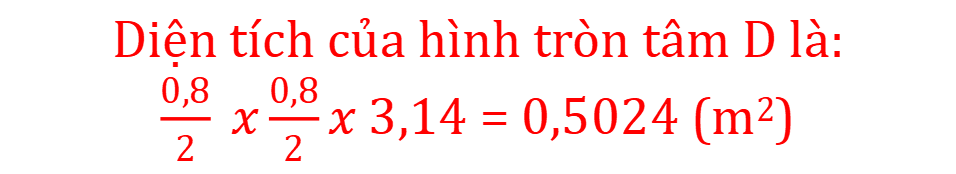 Diện tích của hình tròn tâm D là:
0,8/2 x 0,8/2 x 3,14 = 0,5024 (m²)